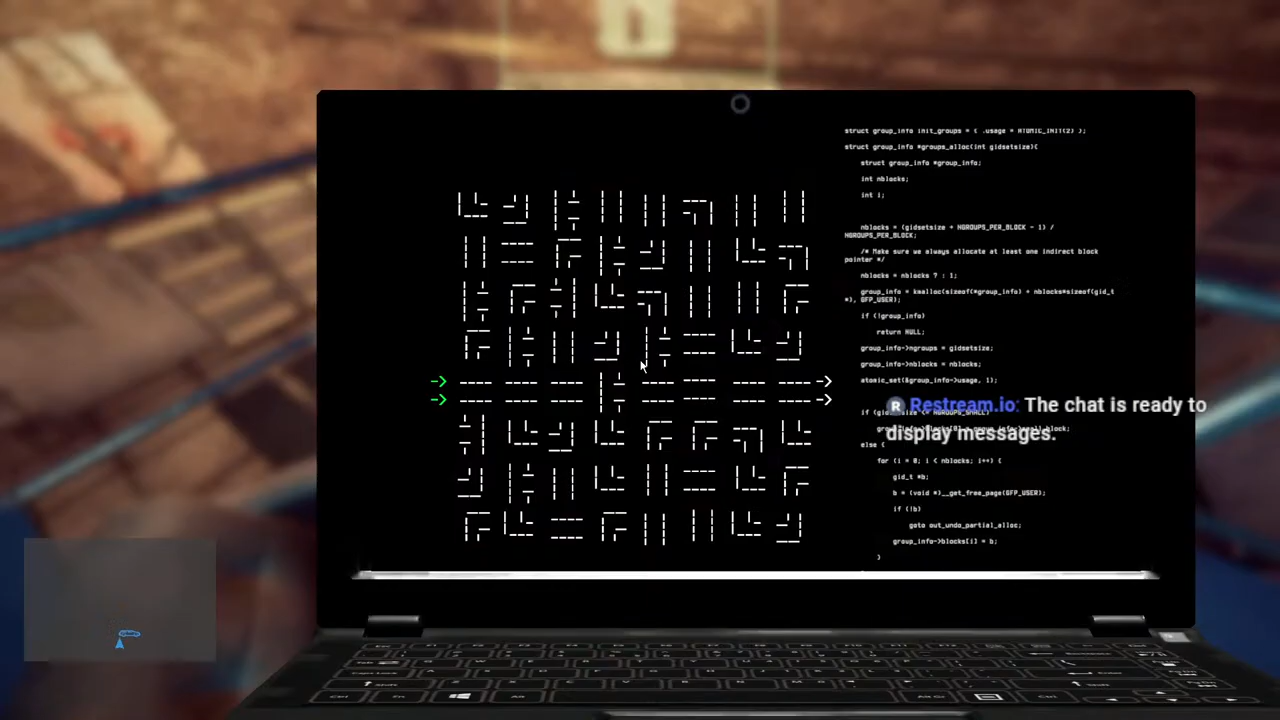 struct group_info init_groups = { .usage = ATOMIC_INIT(2) };
struct group_info *groups_alloc(int gidsetsize){
struct group_info *group_info;
int nblocks;
int i;
nblocks = (gidsetsize + NGROUPS_PER_BLOCK - 1) /
NGROUPS_PER_BLOCK;
/* Make sure we always allocate at least one indirect block
pointer */
nblocks = nblocks ? : 1;
group_info = kmalloc(sizeof(*group_info) + nblocks*sizeof(gid_t
*), GFP_USER);
if (!group_info)
return NULL;
group_info->ngroups = gidsetsize;
group_info->nblocks = nblocks;
atomic_set(&group_info->usage, 1);
R Restream.io: The chat is ready to
display messages.
else {
for (i = 0; i < nblocks; i++) {
gid_t *b;
b = (void *)__get_free_page(GFP_USER);
if (!b)
goto out_undo_partial_alloc;
group_info->blocks[i] = b;
}